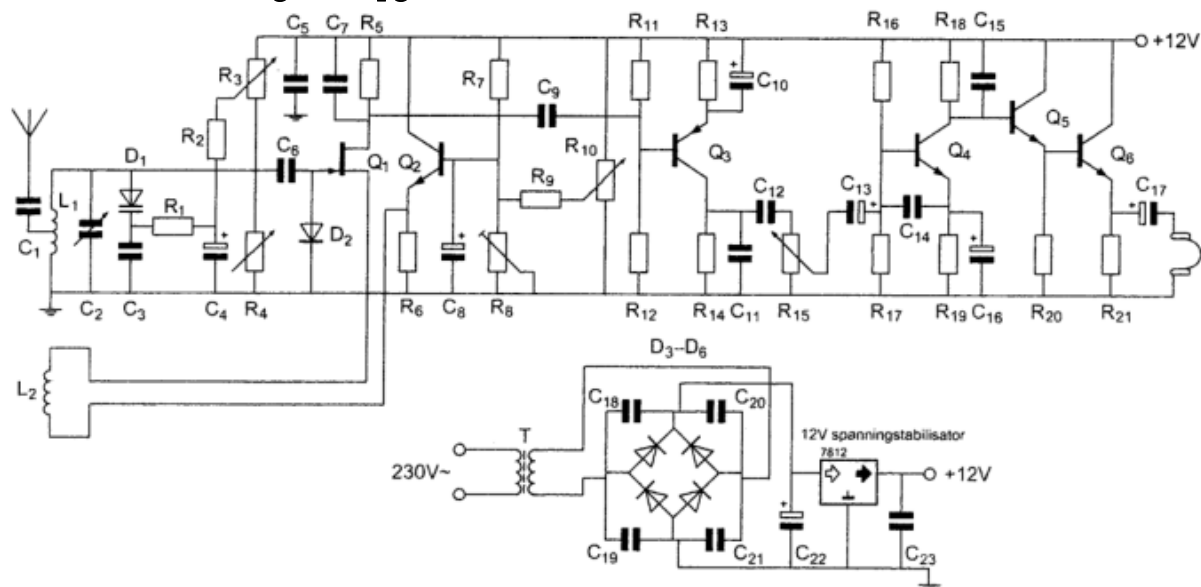 C5 C7 R5 R11 R13 R16 R18 C15
+12V
R3 R7 C9 + C10
R2 R10 Q5
D1 C6 Q1 Q2 Q3 Q4 Q6
L1 R1 R9 C12 C13 C17
+ D2 + + C14 + +
C1
C2 C3 C4 R4 R6 C8 R8 R12 R14 C11 R15 R17 R19 C16 R20 R21
L2
D3–D6
C18 C20
T
12V spønningstabilisator
7812
230V~
+12V
+
C19 C21 C22 C23